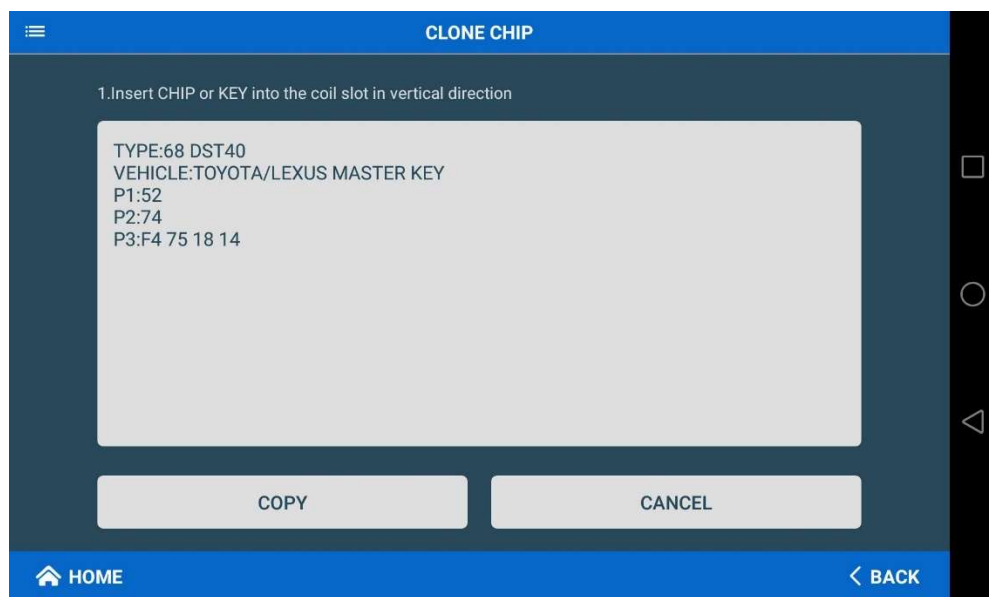 CLONE CHIP
1.Insert CHIP or KEY into the coil slot in vertical direction
TYPE:68 DST40
VEHICLE:TOYOTA/LEXUS MASTER KEY
P1:52
P2:74
P3:F4 75 18 14
COPY
CANCEL
HOME
BACK